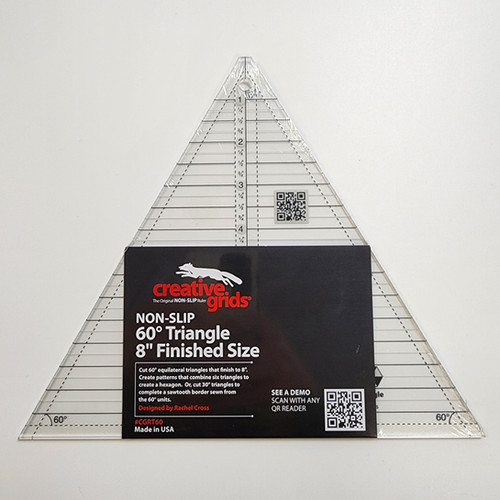 1
2
3
4
creative
grids®
The Original NON-SLIP Ruler
NON-SLIP
60° Triangle
8" Finished Size
Cut 60° equilateral triangles that finish to 8".
Create patterns that combine six triangles to
create a hexagon. Or, cut 30° triangles to
complete a sawtooth border sewn from
the 60° units.
Designed by Rachel Cross
#CGRT60
Made in USA
SEE A DEMO
SCAN WITH ANY
QR READER
60°
60°